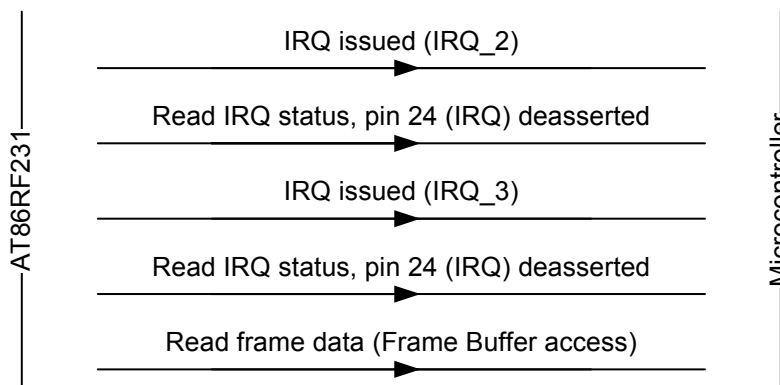 IRQ issued (IRQ_2)
Read IRQ status, pin 24 (IRQ) deasserted
AT86RF231
IRQ issued (IRQ_3)
Microcontroller
Read IRQ status, pin 24 (IRQ) deasserted
Read frame data (Frame Buffer access)